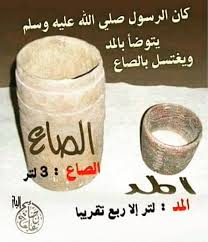 كان الرسول صلي الله عليه وسلم
يتوضأ بالمد
ويغتسل بالصاع
الصاع
الصاع : 3 لتر
المد
المد : لتر إلا ربع تقريبا